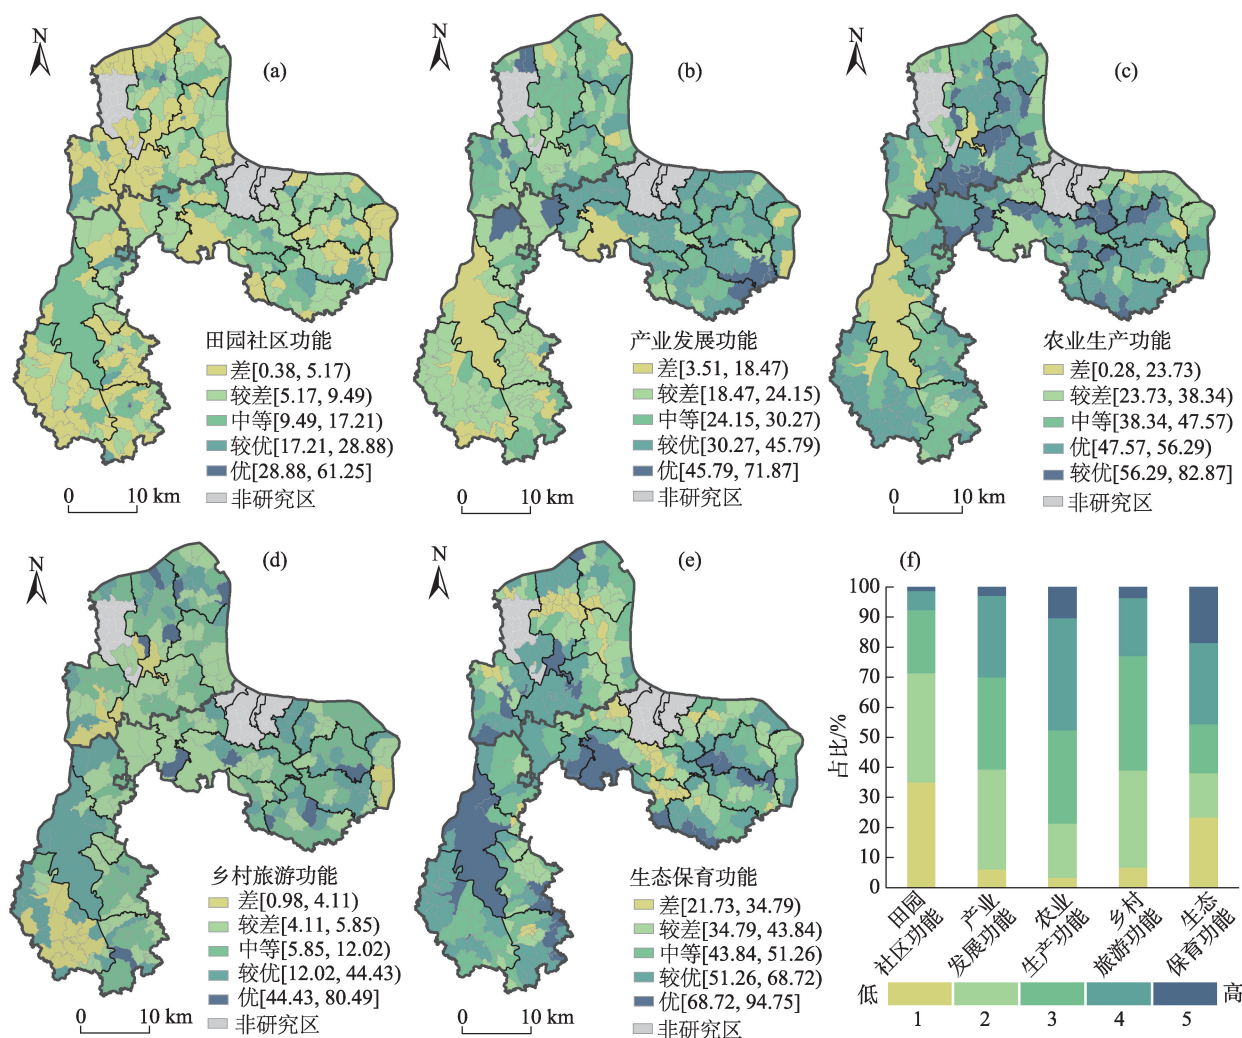 N
(a)
田园社区功能
差[0.38, 5.17)
较差[5.17, 9.49)
中等[9.49, 17.21)
较优[17.21, 28.88)
优[28.88, 61.25]
非研究区
0 10 km
N
(b)
产业发展功能
差[3.51, 18.47)
较差[18.47, 24.15)
中等[24.15, 30.27)
较优[30.27, 45.79)
优[45.79, 71.87]
非研究区
0 10 km
N
(c)
农业生产功能
差[0.28, 23.73)
较差[23.73, 38.34)
中等[38.34, 47.57)
优[47.57, 56.29)
较优[56.29, 82.87]
非研究区
0 10 km
N
(d)
乡村旅游功能
差[0.98, 4.11)
较差[4.11, 5.85)
中等[5.85, 12.02)
较优[12.02, 44.43)
优[44.43, 80.49]
非研究区
0 10 km
N
(e)
生态保育功能
差[21.73, 34.79)
较差[34.79, 43.84)
中等[43.84, 51.26)
较优[51.26, 68.72)
优[68.72, 94.75]
非研究区
0 10 km
(f)
占比/%
100
90
80
70
60
50
40
30
20
10
0
田园
社区功能
产业
发展功能
农业
生产功能
乡村
旅游功能
生态
保育功能
低 高
1 2 3 4 5